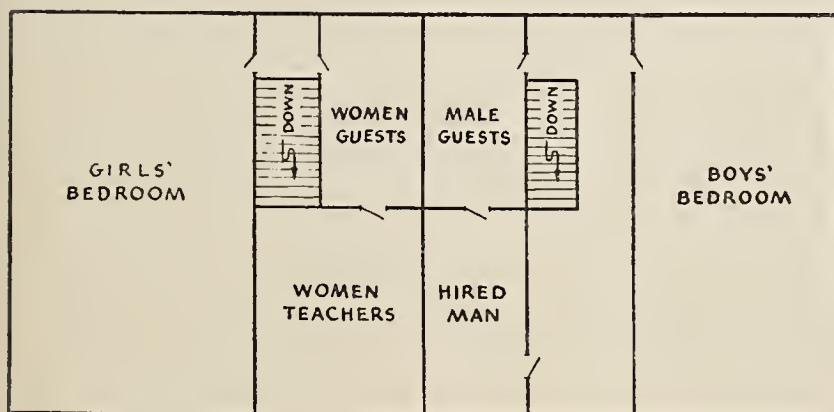 GIRLS'
BEDROOM
DOWN
WOMEN
GUESTS
MALE
GUESTS
DOWN
BOYS'
BEDROOM
WOMEN
TEACHERS
HIRED
MAN